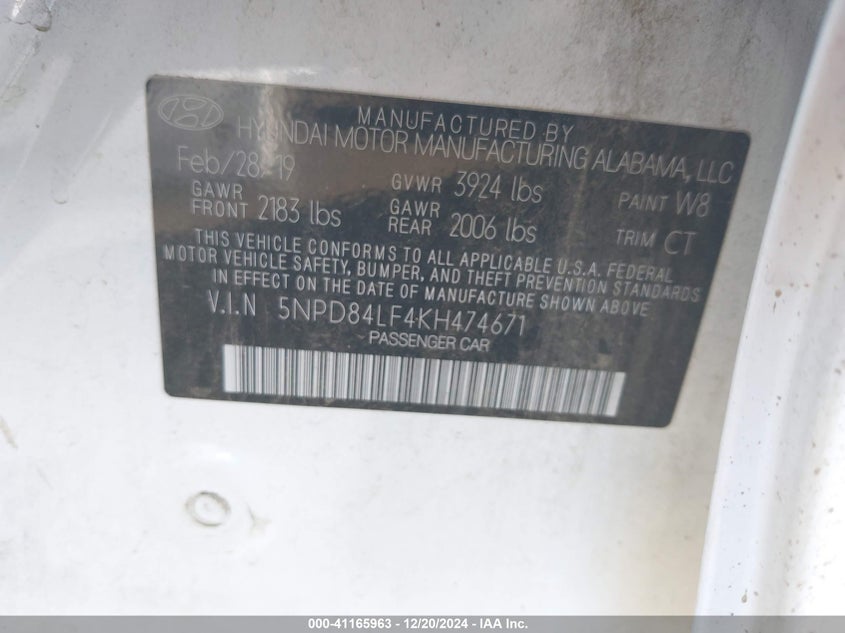 MANUFACTURED BY
HYUNDAI MOTOR MANUFACTURING ALABAMA, LLC
Feb/28/19 GVWR 3924 lbs PAINT W8
GAWR FRONT 2183 lbs GAWR REAR 2006 lbs TRIM CT
THIS VEHICLE CONFORMS TO ALL APPLICABLE U.S.A. FEDERAL
MOTOR VEHICLE SAFETY, BUMPER, AND THEFT PREVENTION STANDARDS
IN EFFECT ON THE DATE OF MANUFACTURE SHOWN ABOVE
V.I.N 5NPD84LF4KH474671
PASSENGER CAR
000-41165963 - 12/20/2024 - IAA, Inc.